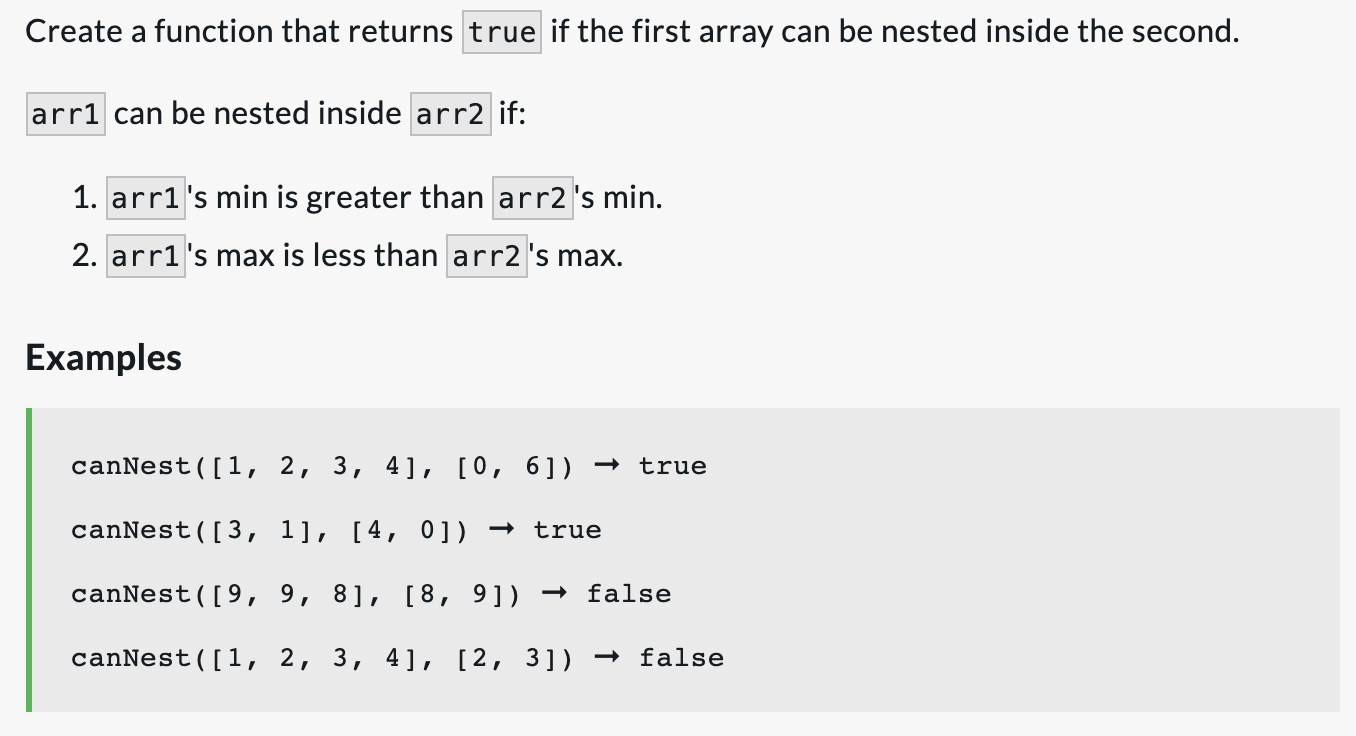 Create a function that returns true if the first array can be nested inside the second.
arr1 can be nested inside arr2 if:
1. arr1's min is greater than arr2's min.
2. arr1's max is less than arr2's max.
Examples
canNest([1, 2, 3, 4], [0, 6]) → true
canNest([3, 1], [4, 0]) → true
canNest([9, 9, 8], [8, 9]) → false
canNest([1, 2, 3, 4], [2, 3]) → false